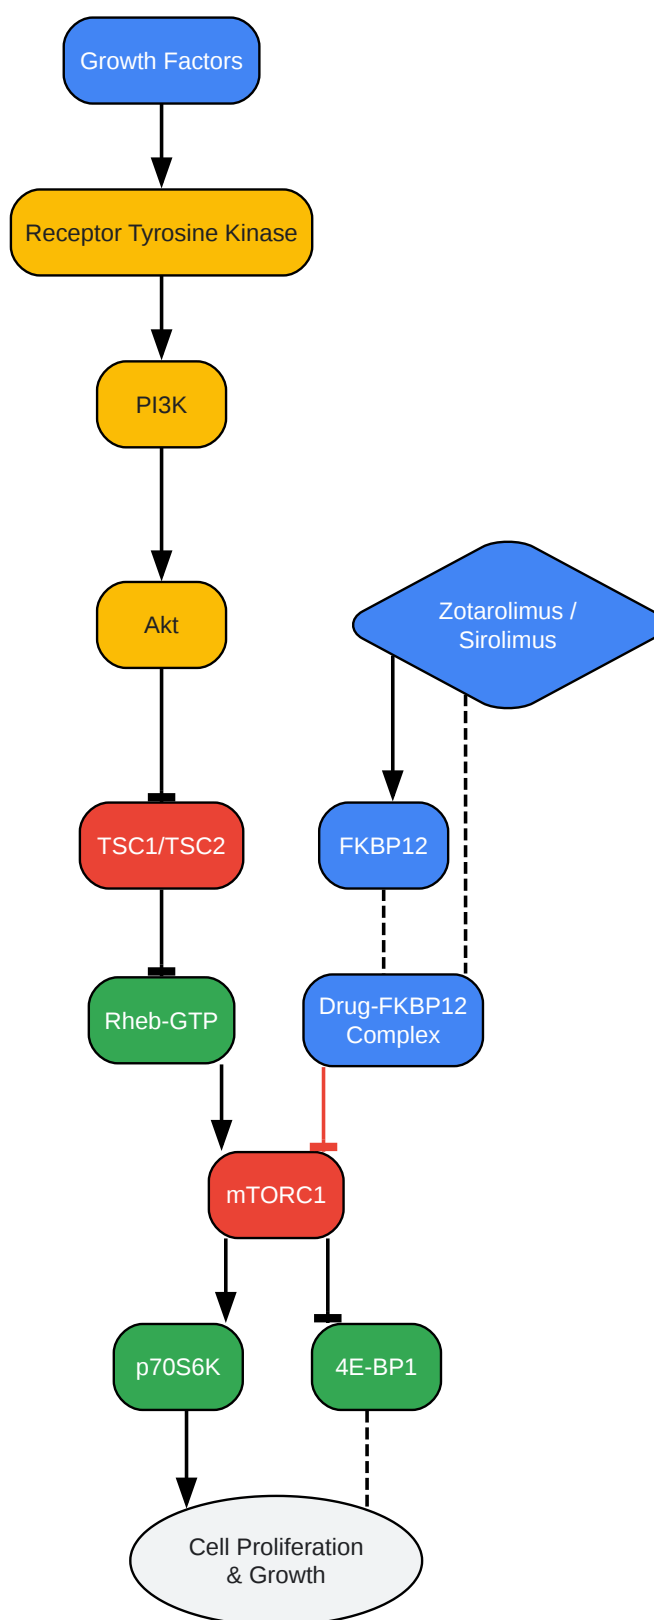 Growth Factors
Receptor Tyrosine Kinase
PI3K
Akt
Zotarolimus /
Sirolimus
TSC1/TSC2
FKBP12
Rheb-GTP
Drug-FKBP12
Complex
mTORC1
p70S6K
4E-BP1
Cell Proliferation
& Growth